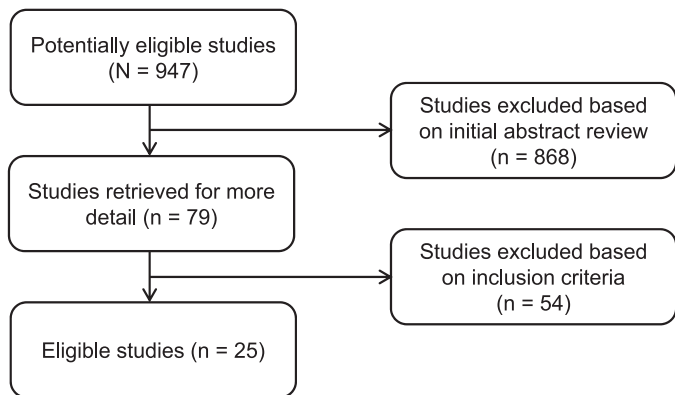 Potentially eligible studies
(N = 947)
Studies excluded based
on initial abstract review
(n = 868)
Studies retrieved for more
detail (n = 79)
Studies excluded based
on inclusion criteria
(n = 54)
Eligible studies (n = 25)